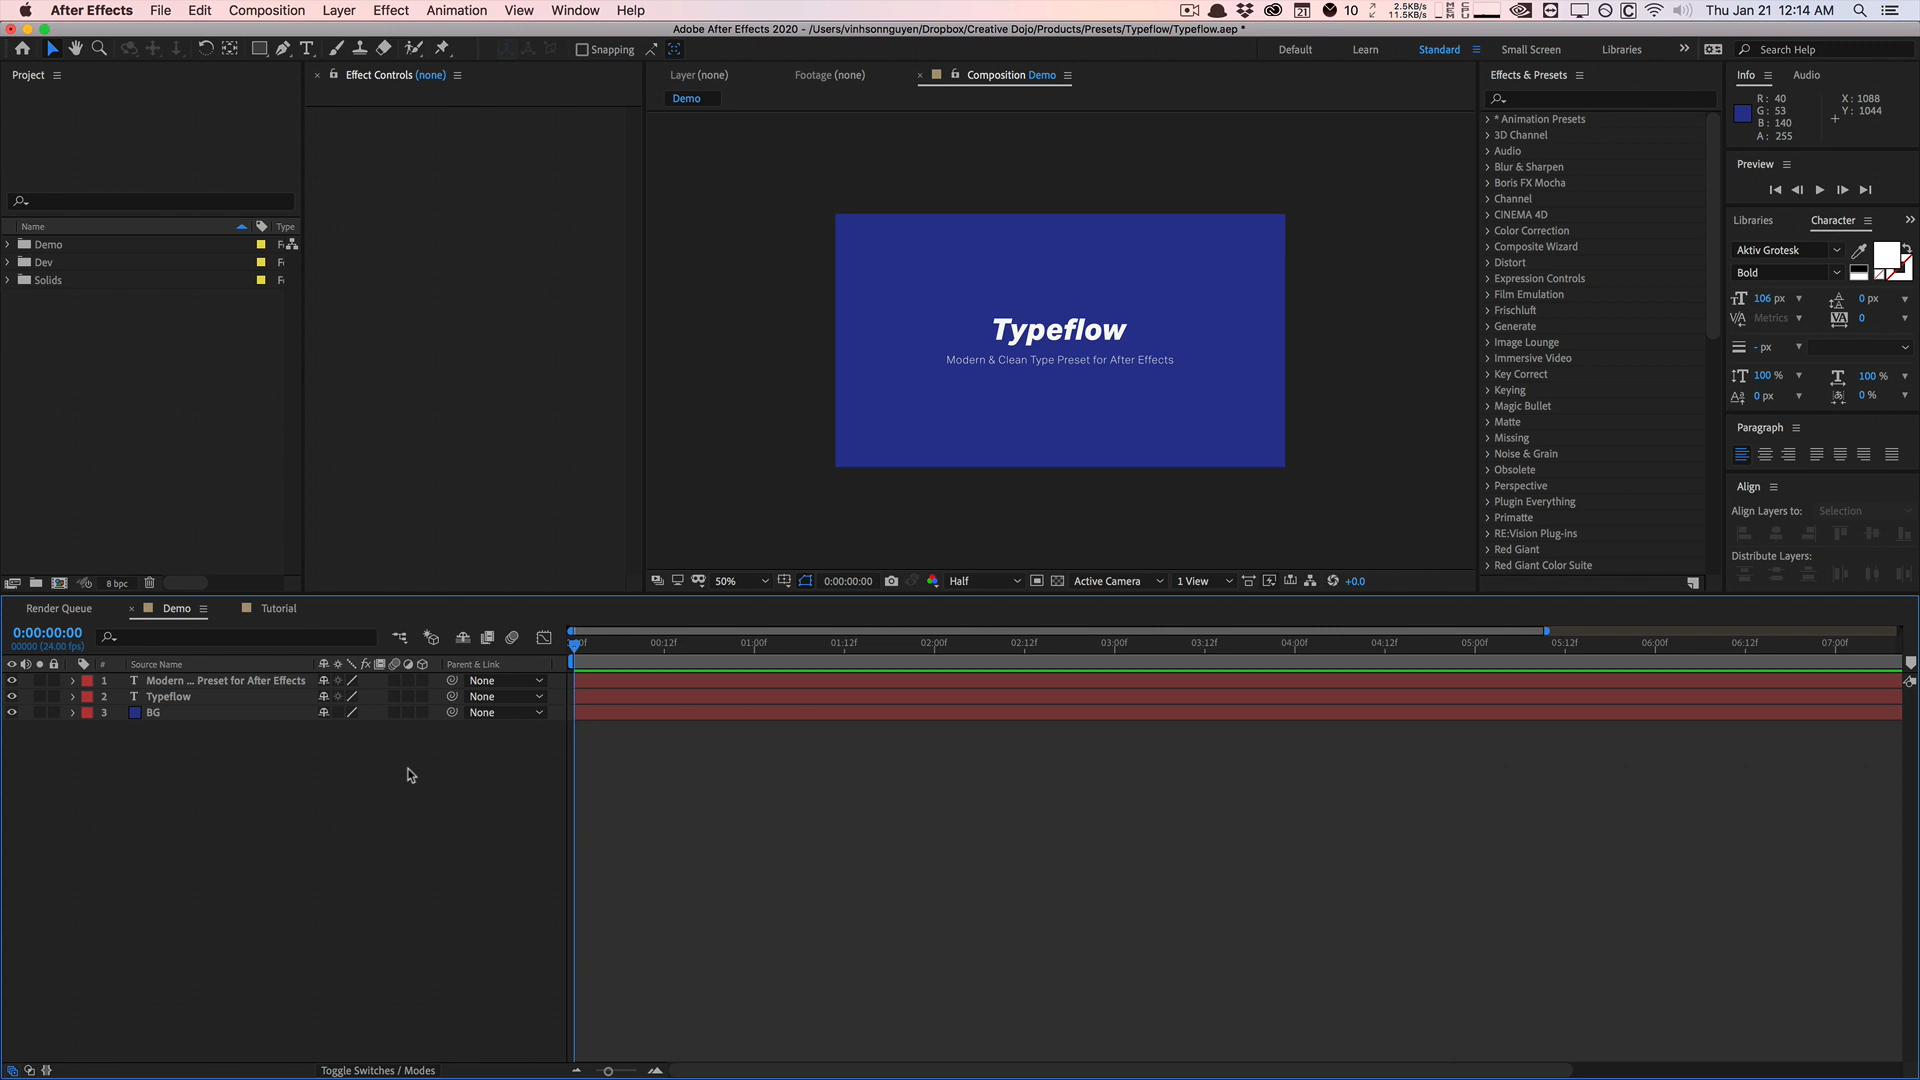 After Effects File Edit Composition Layer Effect Animation View Window Help
10 2.5KB/s 11.5KB/s Thu Jan 21 12:14 AM
Adobe After Effects 2020 - /Users/vinhsonnguyen/Dropbox/Creative Dojo/Products/Presets/Typeflow/Typeflow.aep *
Snapping Default Learn Standard Small Screen Libraries Search Help
Project
Effect Controls (none)
Layer (none) Footage (none) Composition Demo
Demo
Name Type
Demo
Dev
Solids
8 bpc
Typeflow
Modern & Clean Type Preset for After Effects
50% 0:00:00:00 Half Active Camera 1 View +0.0
Effects & Presets
* Animation Presets
3D Channel
Audio
Blur & Sharpen
Boris FX Mocha
Channel
CINEMA 4D
Color Correction
Composite Wizard
Distort
Expression Controls
Film Emulation
Frischluft
Generate
Image Lounge
Immersive Video
Key Correct
Keying
Magic Bullet
Matte
Missing
Noise & Grain
Obsolete
Perspective
Plugin Everything
Primatte
RE:Vision Plug-ins
Red Giant
Red Giant Color Suite
Info Audio
R: 40 X: 1088
G: 53 Y: 1044
B: 140
A: 255
Preview
Libraries Character
Aktiv Grotesk
Bold
106 px 0 px
Metrics 0
- px
100 % 100 %
0 px 0 %
Paragraph
Align
Align Layers to: Selection
Distribute Layers:
Render Queue Demo Tutorial
0:00:00:00
00000 (24.00 fps)
00:12f 01:00f 01:12f 02:00f 02:12f 03:00f 03:12f 04:00f 04:12f 05:00f 05:12f 06:00f 06:12f 07:00f
# Source Name fx Parent & Link
1 T Modern ... Preset for After Effects None
2 T Typeflow None
3 BG None
Toggle Switches / Modes